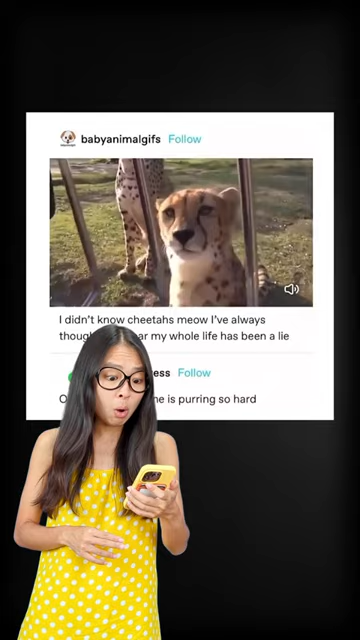 babyanimalgifs Follow
I didn't know cheetahs meow I've always
ar my whole life has been a lie
ess Follow
is purring so hard